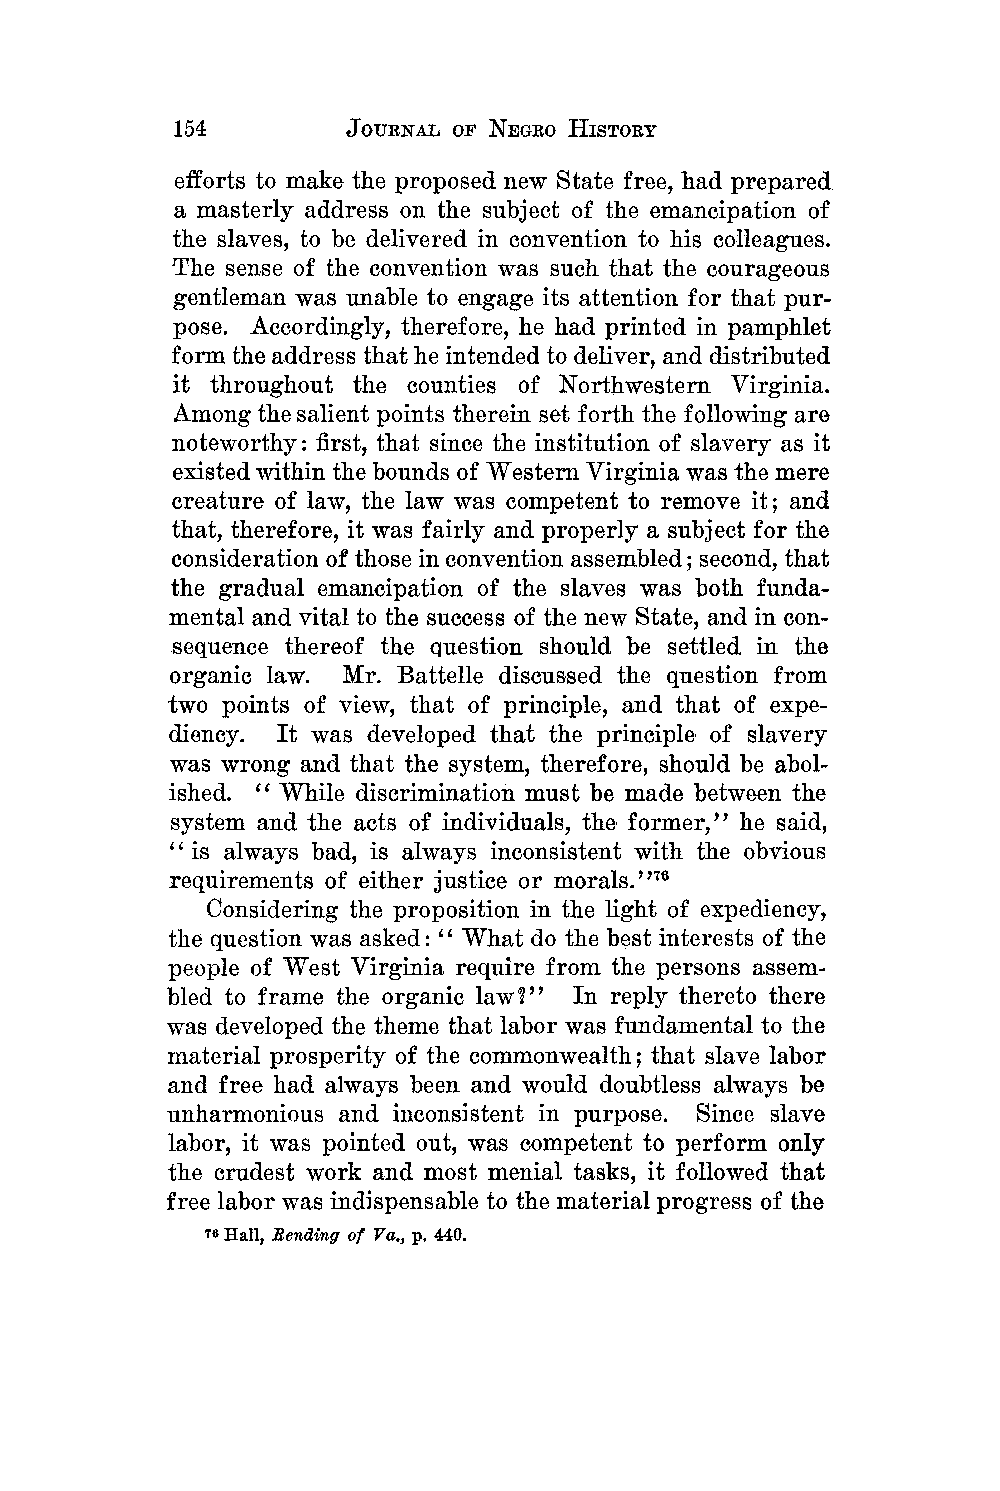 154 JOURNAL OF NEGRO HISTORY
efforts to make the proposed new State free, had prepared
a masterly address on the subject of the emancipation of
the slaves, to be delivered in convention to his colleagues.
The sense of the convention was such that the courageous
gentleman was unable to engage its attention for that pur-
pose. Accordingly, therefore, he had printed in pamphlet
form the address that he intended to deliver, and distributed
it throughout the counties of Northwestern Virginia.
Among the salient points therein set forth the following are
noteworthy: first, that since the institution of slavery as it
existed within the bounds of Western Virginia was the mere
creature of law, the law was competent to remove it; and
that, therefore, it was fairly and properly a subject for the
consideration of those in convention assembled; second, that
the gradual emancipation of the slaves was both funda-
mental and vital to the success of the new State, and in con-
sequence thereof the question should be settled in the
organic law. Mr. Battelle discussed the question from
two points of view, that of principle, and that of expe-
diency. It was developed that the principle of slavery
was wrong and that the system, therefore, should be abol-
ished. “ While discrimination must be made between the
system and the acts of individuals, the former,” he said,
“ is always bad, is always inconsistent with the obvious
requirements of either justice or morals.”⁷⁶
Considering the proposition in the light of expediency,
the question was asked: “ What do the best interests of the
people of West Virginia require from the persons assem-
bled to frame the organic law?” In reply thereto there
was developed the theme that labor was fundamental to the
material prosperity of the commonwealth; that slave labor
and free had always been and would doubtless always be
unharmonious and inconsistent in purpose. Since slave
labor, it was pointed out, was competent to perform only
the crudest work and most menial tasks, it followed that
free labor was indispensable to the material progress of the
⁷⁶ Hall, Rending of Va., p. 440.